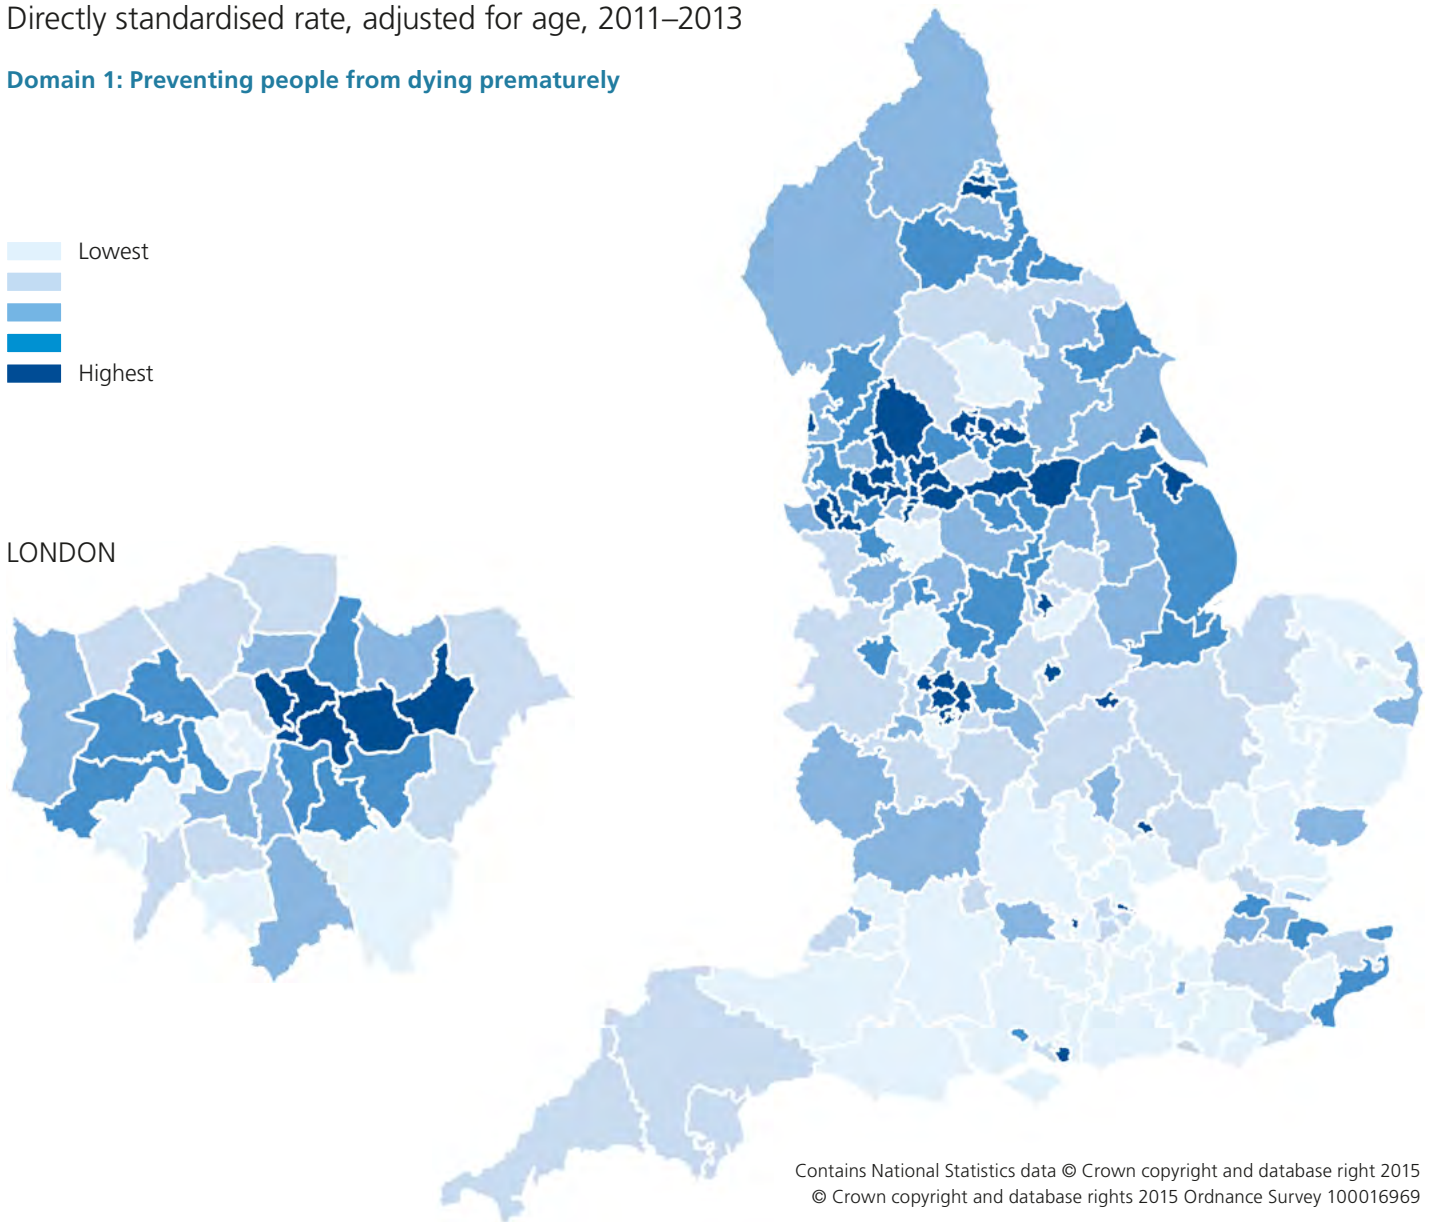 Directly standardised rate, adjusted for age, 2011–2013
Domain 1: Preventing people from dying prematurely
Lowest
Highest
LONDON
Contains National Statistics data © Crown copyright and database right 2015
© Crown copyright and database rights 2015 Ordnance Survey 100016969